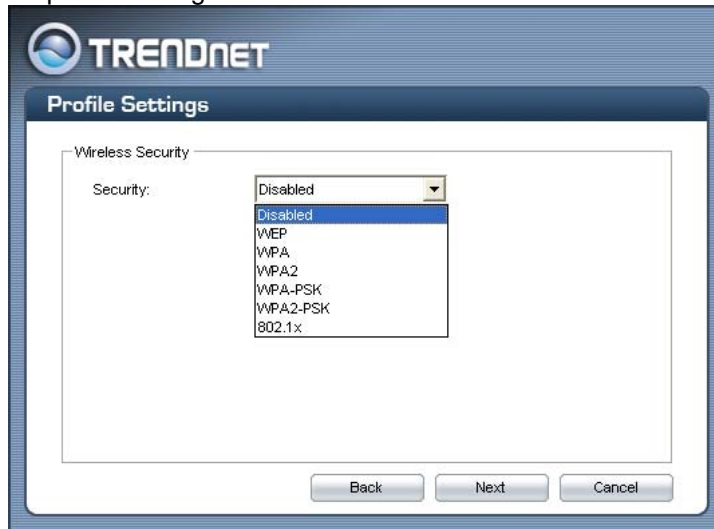 TRENDNET
Profile Settings
Wireless Security
Security: Disabled
Disabled
WEP
WPA
WPA2
WPA-PSK
WPA2-PSK
802.1x
Back Next Cancel